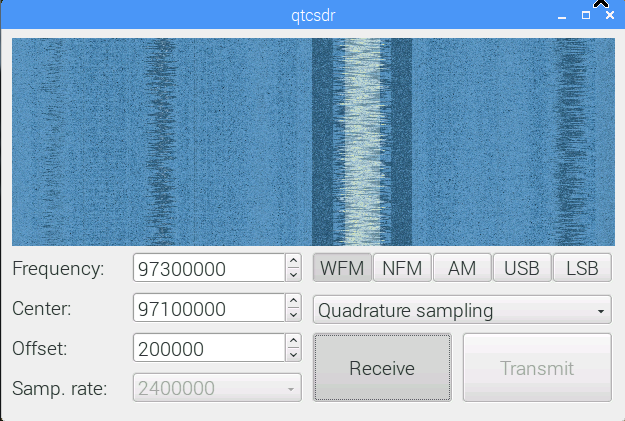 qtcsdr
Frequency: 97300000 WFM NFM AM USB LSB
Center: 97100000 Quadrature sampling
Offset: 200000
Receive Transmit
Samp. rate: 2400000